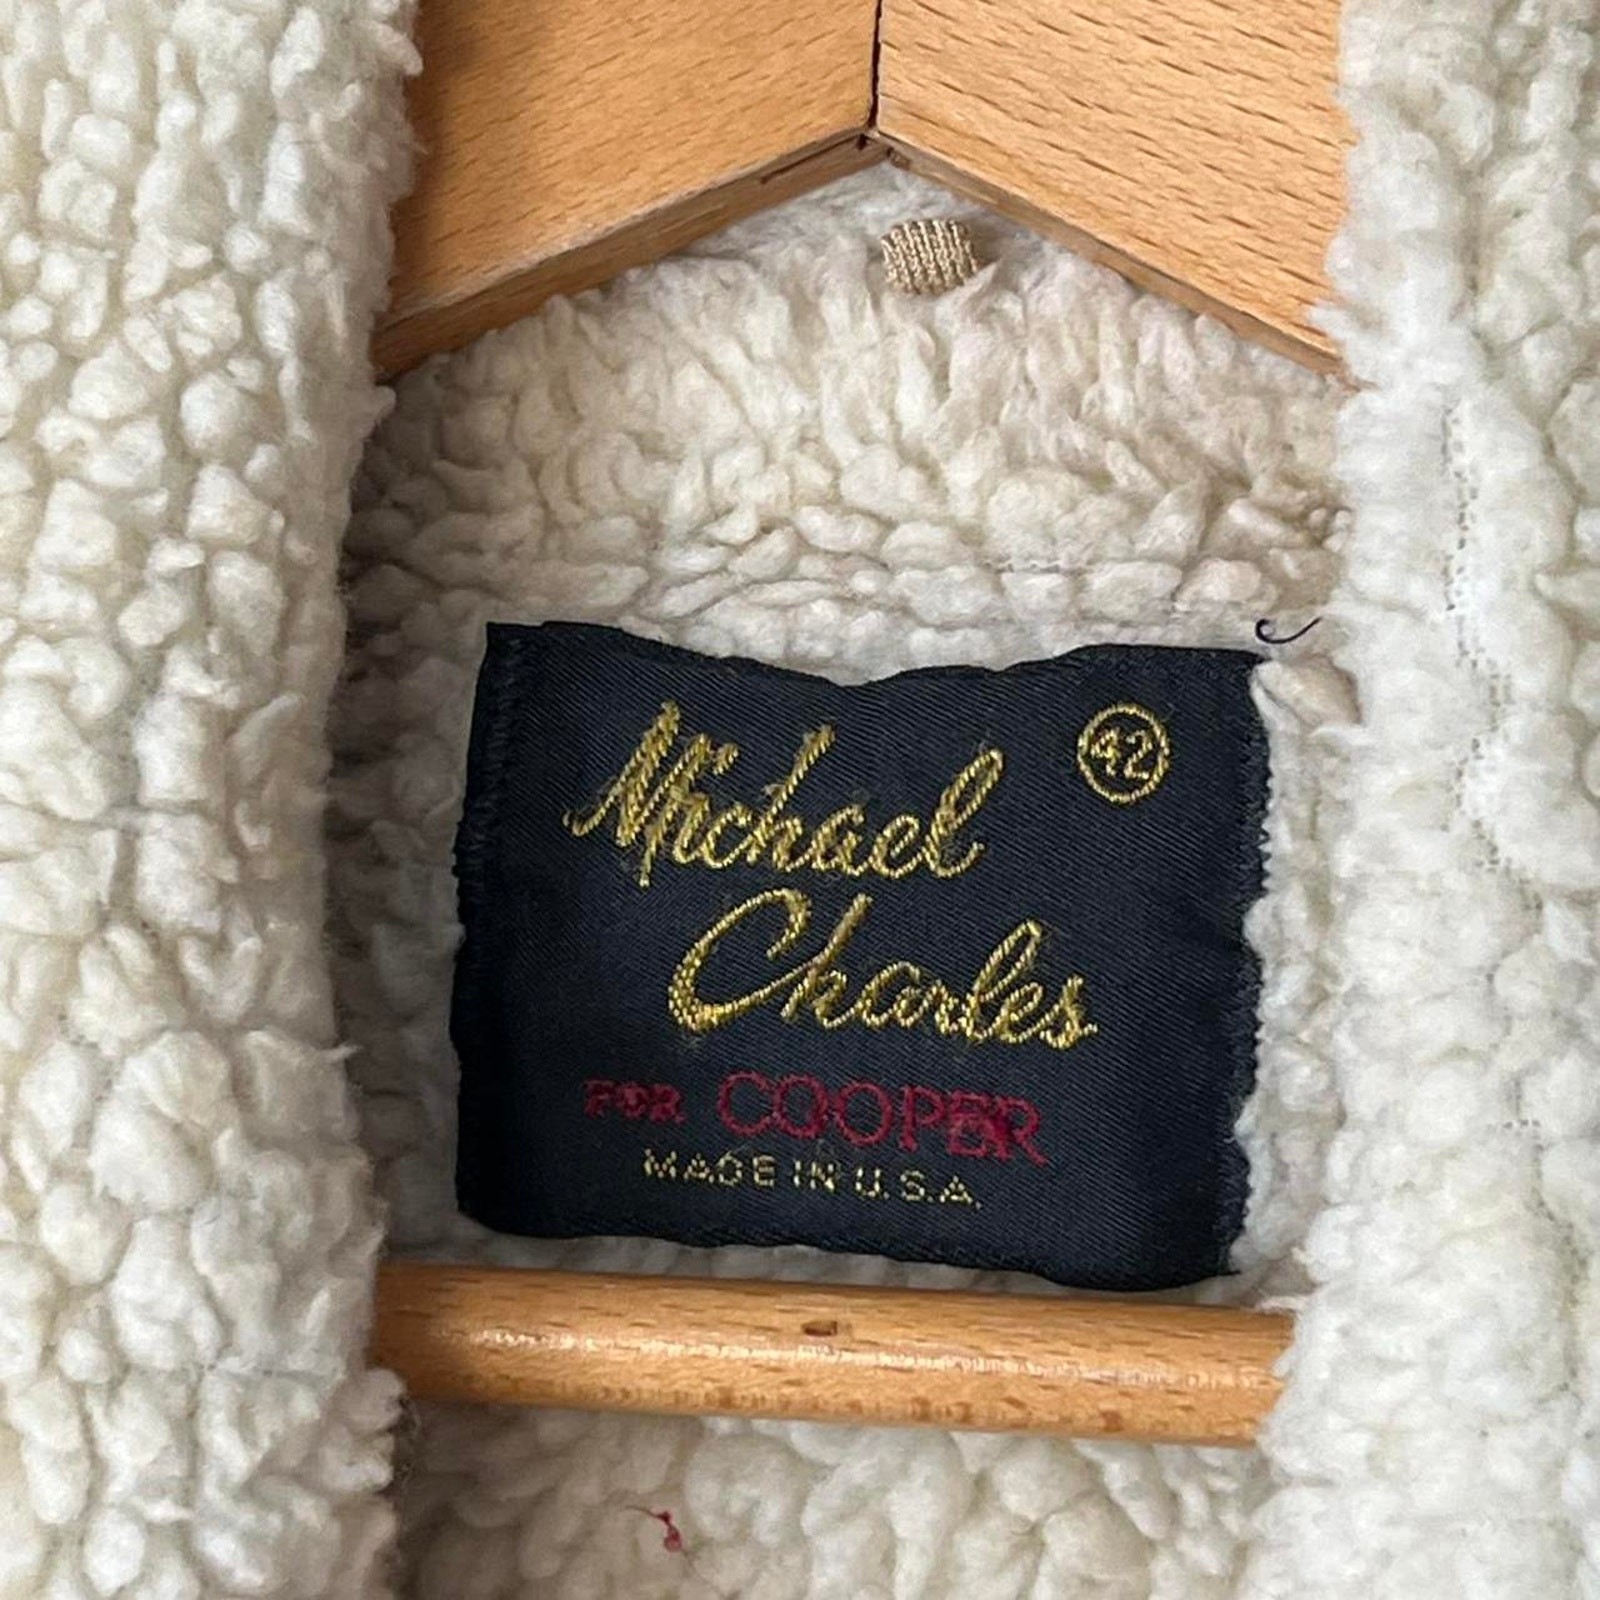 Michael 42
Charles
FOR COOPER
MADE IN U.S.A.